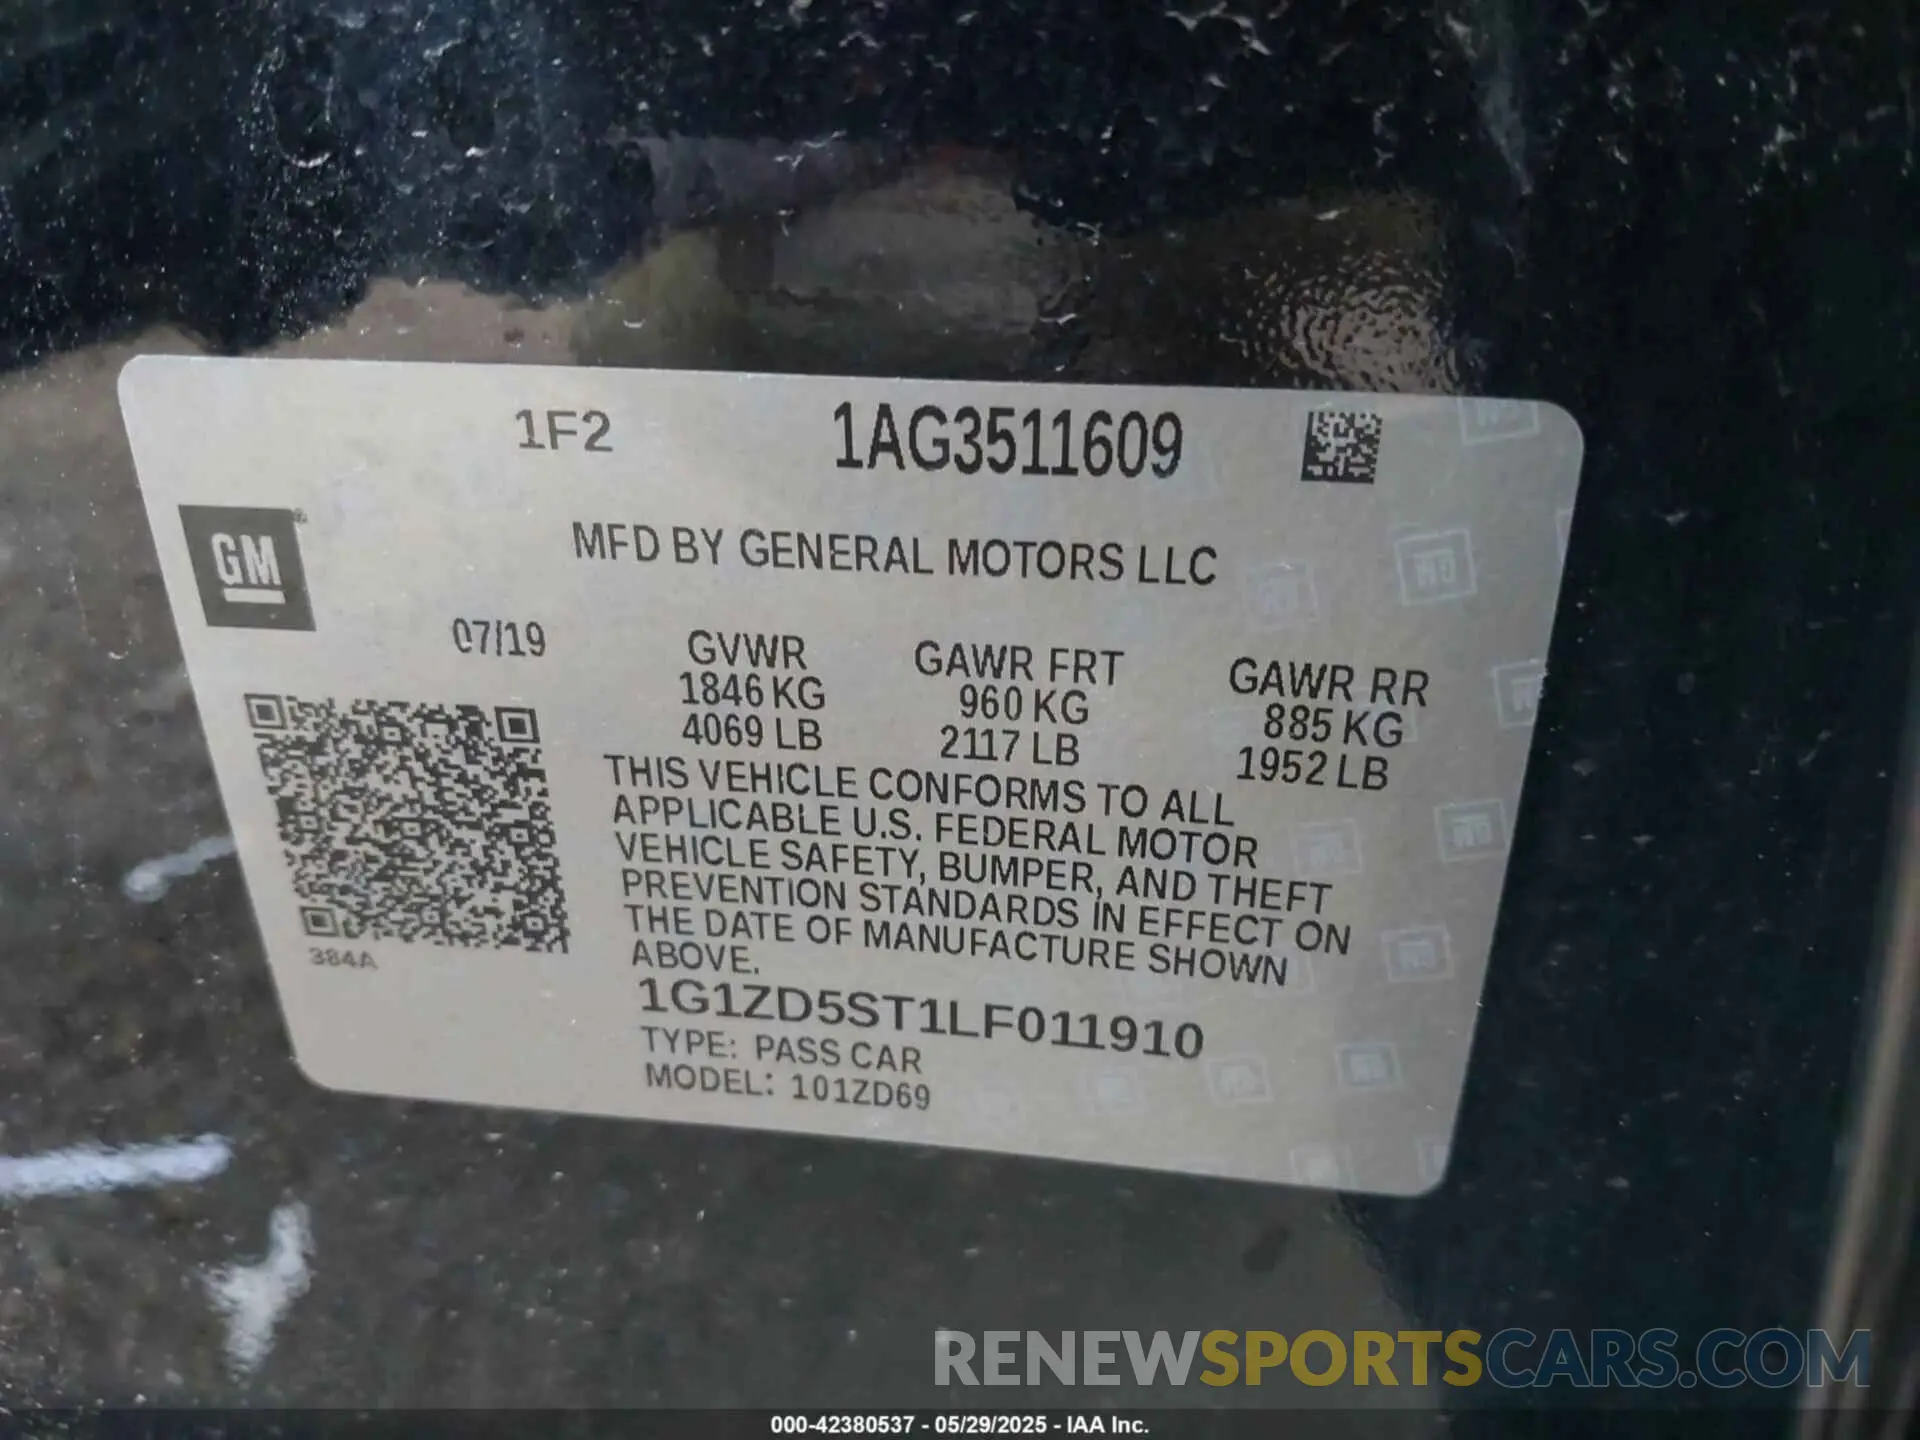 1F2 1AG3511609
GM®
MFD BY GENERAL MOTORS LLC
07/19
GVWR GAWR FRT GAWR RR
1846 KG 960 KG 885 KG
4069 LB 2117 LB 1952 LB
THIS VEHICLE CONFORMS TO ALL
APPLICABLE U.S. FEDERAL MOTOR
VEHICLE SAFETY, BUMPER, AND THEFT
PREVENTION STANDARDS IN EFFECT ON
THE DATE OF MANUFACTURE SHOWN
ABOVE.
384A
1G1ZD5ST1LF011910
TYPE: PASS CAR
MODEL: 101ZD69
RENEWSPORTSCARS.COM
000-42380537 - 05/29/2025 - IAA Inc.